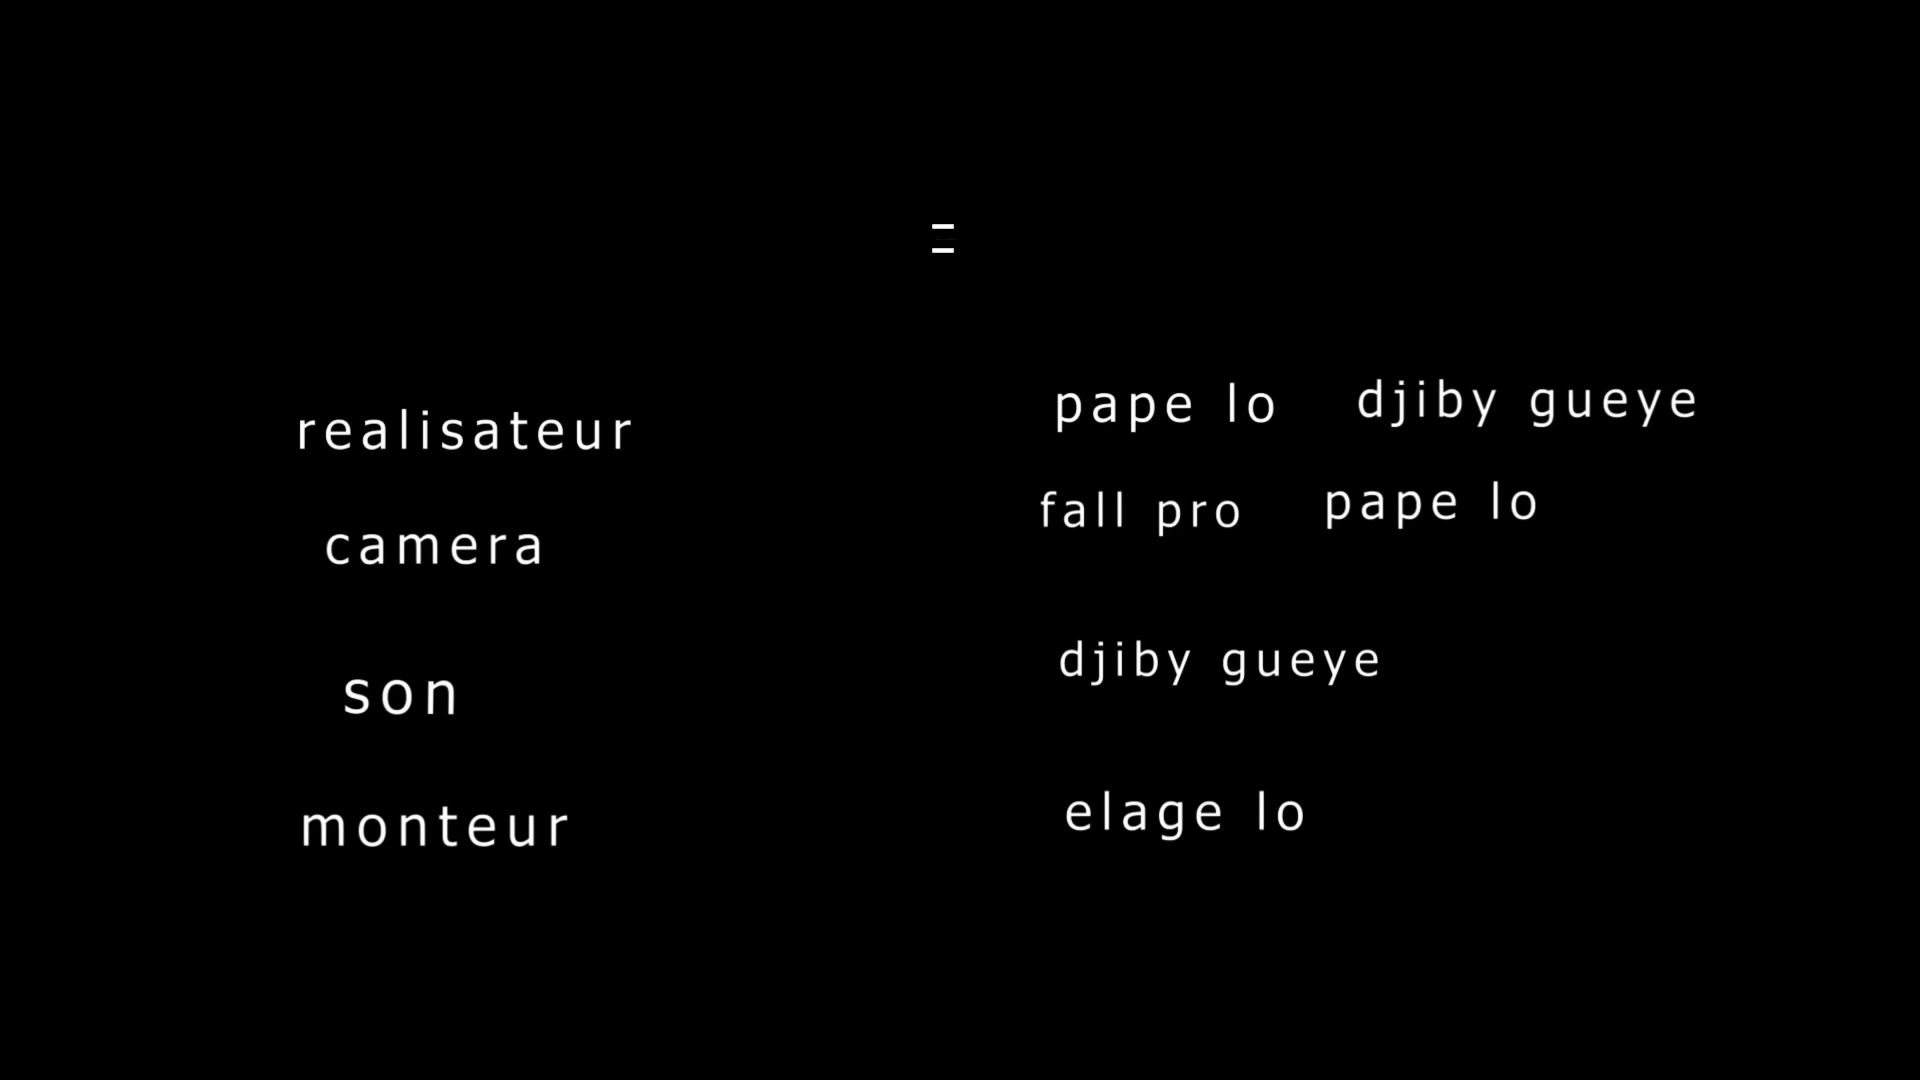 =
realisateur pape lo djiby gueye
camera fall pro pape lo
son djiby gueye
monteur elage lo